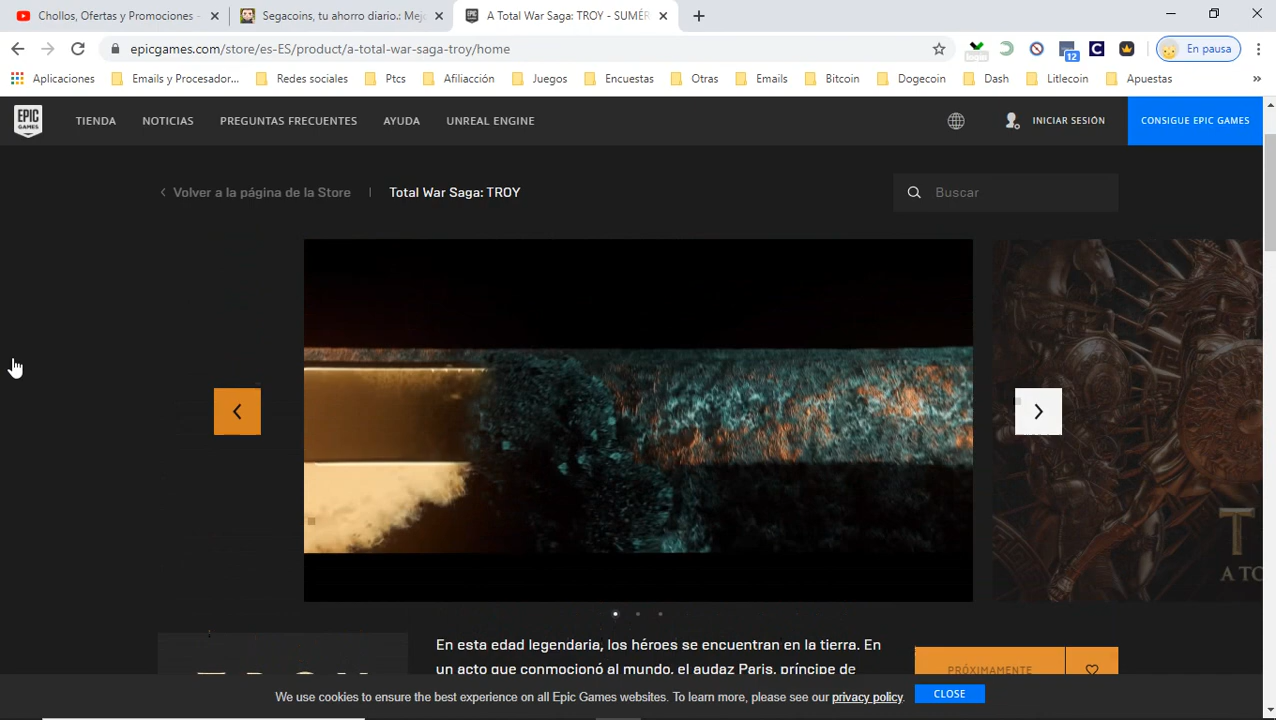 Chollos, Ofertas y Promociones -
Segacoins, tu ahorro diario.: Mejo
A Total War Saga: TROY - SUMÉR
epicgames.com/store/es-ES/product/a-total-war-saga-troy/home
12
C
En pausa
Aplicaciones
Emails y Procesador...
Redes sociales
Ptcs
Afiliacción
Juegos
Encuestas
Otras
Emails
Bitcoin
Dogecoin
Dash
Litlecoin
Apuestas
EPIC GAMES
TIENDA
NOTICIAS
PREGUNTAS FRECUENTES
AYUDA
UNREAL ENGINE
INICIAR SESIÓN
CONSIGUE EPIC GAMES
Volver a la página de la Store
Total War Saga: TROY
Buscar
T
A TO
En esta edad legendaria, los héroes se encuentran en la tierra. En
un acto que conmocionó al mundo, el audaz Paris, príncipe de
PRÓXIMAMENTE
TROY
We use cookies to ensure the best experience on all Epic Games websites. To learn more, please see our privacy policy.
CLOSE